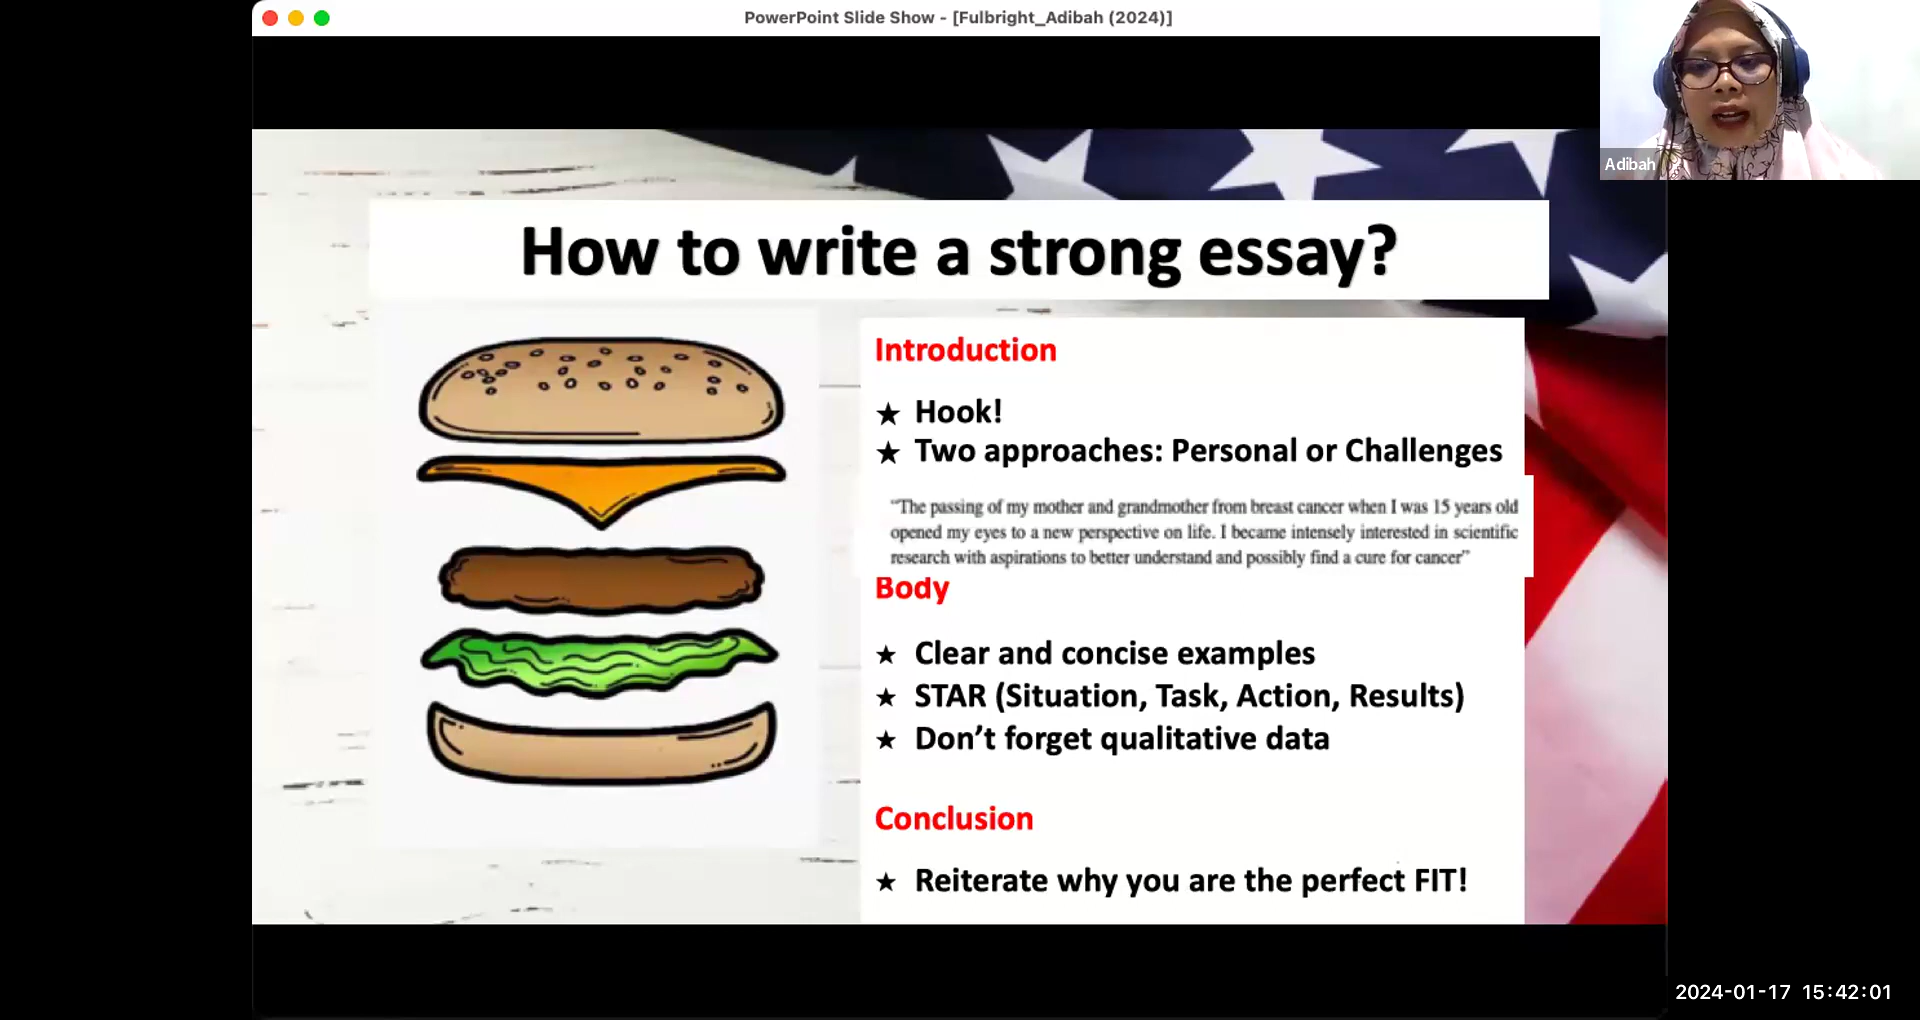 PowerPoint Slide Show - [Fulbright_Adibah (2024)]
Adibah
How to write a strong essay?
Introduction
★ Hook!
★ Two approaches: Personal or Challenges
“The passing of my mother and grandmother from breast cancer when I was 15 years old
opened my eyes to a new perspective on life. I became intensely interested in scientific
research with aspirations to better understand and possibly find a cure for cancer”
Body
★ Clear and concise examples
★ STAR (Situation, Task, Action, Results)
★ Don’t forget qualitative data
Conclusion
★ Reiterate why you are the perfect FIT!
2024-01-17 15:42:01